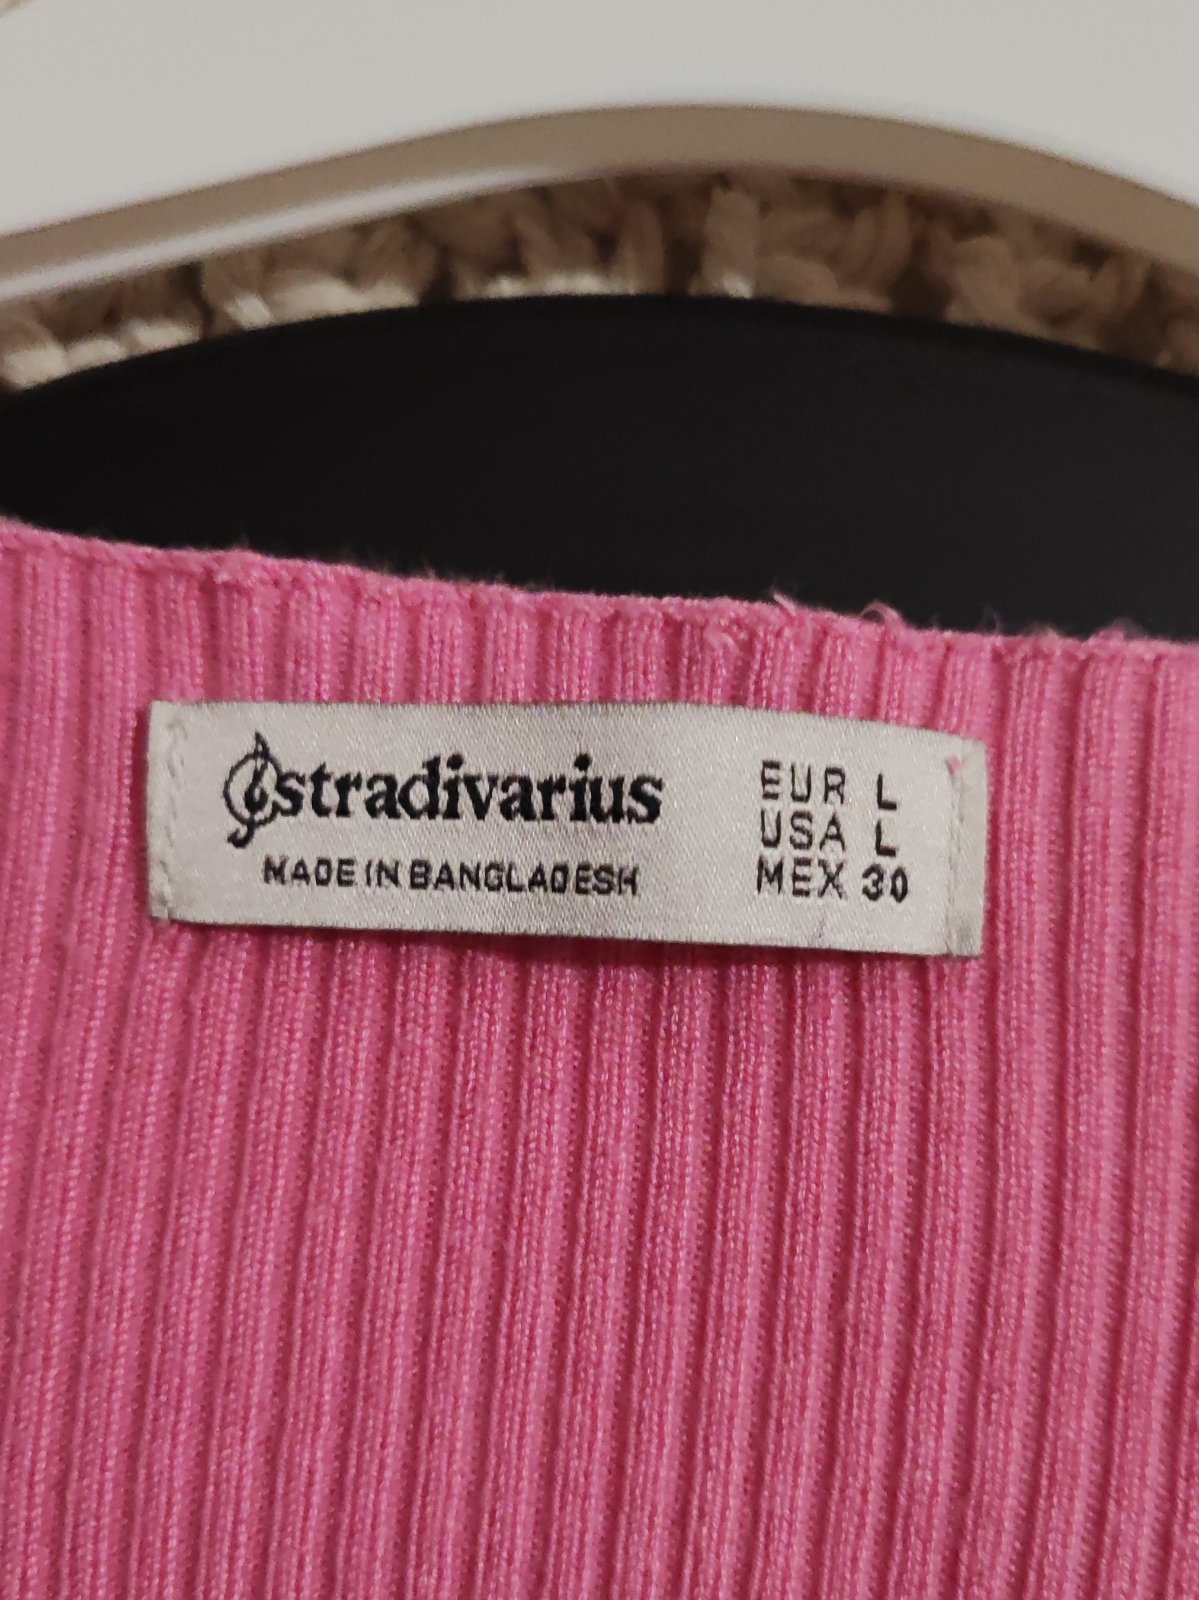 stradivarius
MADE IN BANGLADESH
EUR L
USA L
MEX 30